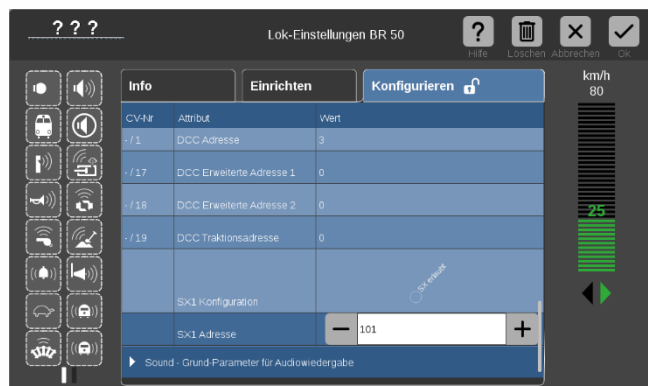 ? ? ?
Lok-Einstellungen BR 50
?
Hilfe
Löschen
Abbrechen
Ok
Info
Einrichten
Konfigurieren
km/h
80
CV-Nr Attribut Wert
- / 1 DCC Adresse 3
- / 17 DCC Erweiterte Adresse 1 0
- / 18 DCC Erweiterte Adresse 2 0
25
- / 19 DCC Traktionsadresse 0
SX erlaubt
SX1 Konfiguration
SX1 Adresse − 101 +
Sound - Grund-Parameter für Audiowiedergabe